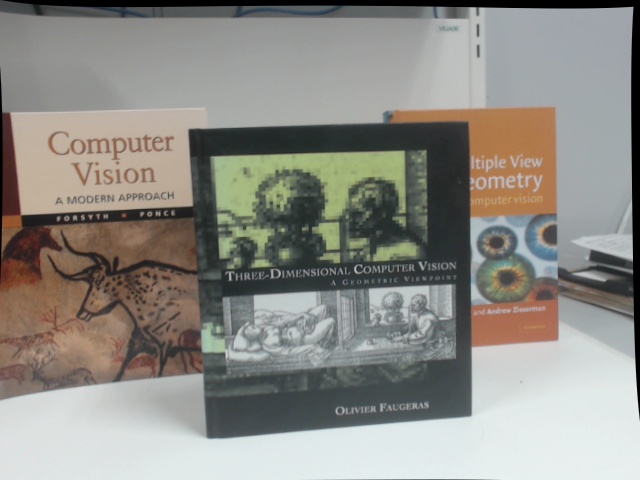 Computer
Vision
A MODERN APPROACH
FORSYTH PONCE
THREE-DIMENSIONAL COMPUTER VISION
A GEOMETRIC VIEWPOINT
OLIVIER FAUGERAS
ltiple View
eometry
omputer vision
and Andrew Zisserman